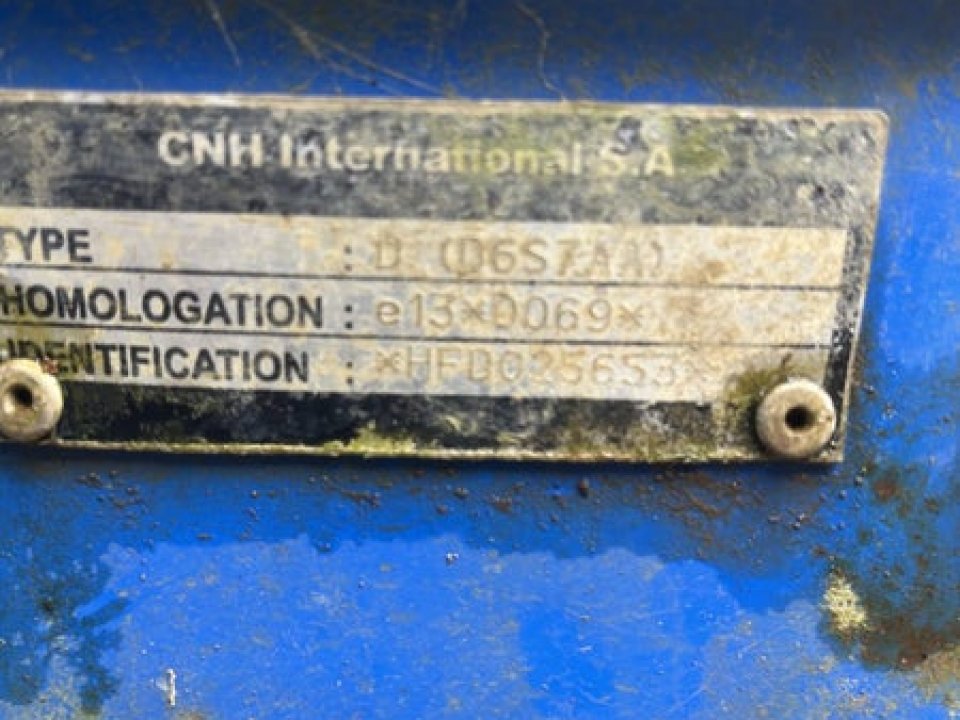 CNH International S.A
TYPE : D (D6S7AA)
HOMOLOGATION : e13*0069*
IDENTIFICATION : *HFD025653*